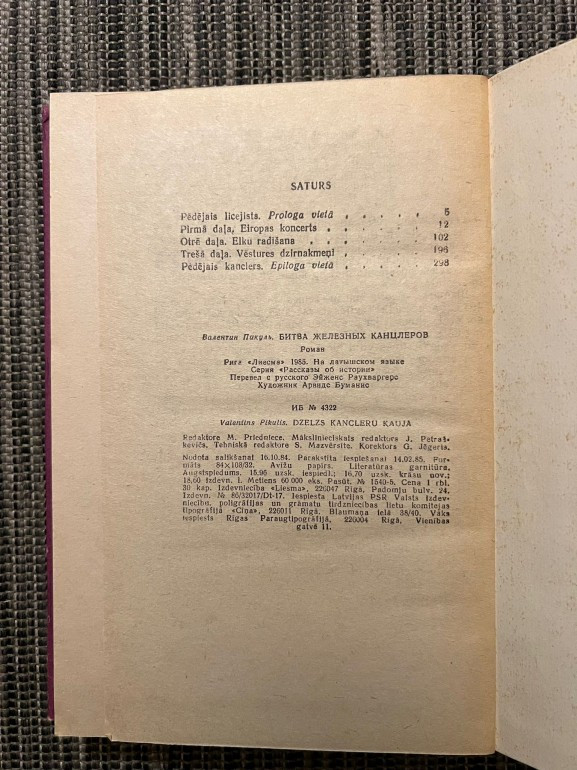 SATURS
Pēdējais licejists. Prologa vietā . . . . . 5
Pirmā daļa, Eiropas koncerts . . . . . 12
Otrē daļa. Elku radīšana . . . . 102
Trešā daļa. Vēstures dzirnakmeņi . . . . 196
Pēdējais kanclers. Epiloga vietā . . . . . 298
Валентин Пикуль. БИТВА ЖЕЛЕЗНЫХ КАНЦЛЕРОВ
Роман
Рига «Лиесма» 1985. На латышском языке
Серия «Рассказы об истории»
Перевел с русского Эйженс Раухваргерс
Художник Арвидс Буманис
ИБ № 4322
Valentīns Pikulis. DZELZS KANCLERU KAUJA
Redaktore M. Priedniece. Mākslinieciskais redaktors J. Petraš-
kevičs. Tehniskā redaktore S. Mazvērsīte. Korektors G. Jēgeris.
Nodota salikšanai 16.10.84. Parakstīta iespiešanai 14.02.85. For-
māts 84×108/32. Avīžu papīrs. Literatūras garnitūra.
Augstspiedums. 15,96 uzsk. iespiedl.; 16,70 uzsk. krāsu nov.;
18,60 izdevn. l. Metiens 60 000 eks. Pasūt. № 1540-5. Cena 1 rbl.
30 kap. Izdevniecība «Liesma», 226047 Rīgā, Padomju bulv. 24,
Izdevn. № 86/32017/Dt-17. Iespiesta Latvijas PSR Valsts izdev-
niecību, poligrāfijas un grāmatu tirdzniecības lietu komitejas
tipogrāfijā «Cīņa», 226011 Rīgā, Blaumaņa ielā 38/40. Vāks
iespiests Rīgas Paraugtipogrāfijā, 226004 Rīgā, Vienības
gatvē 11.